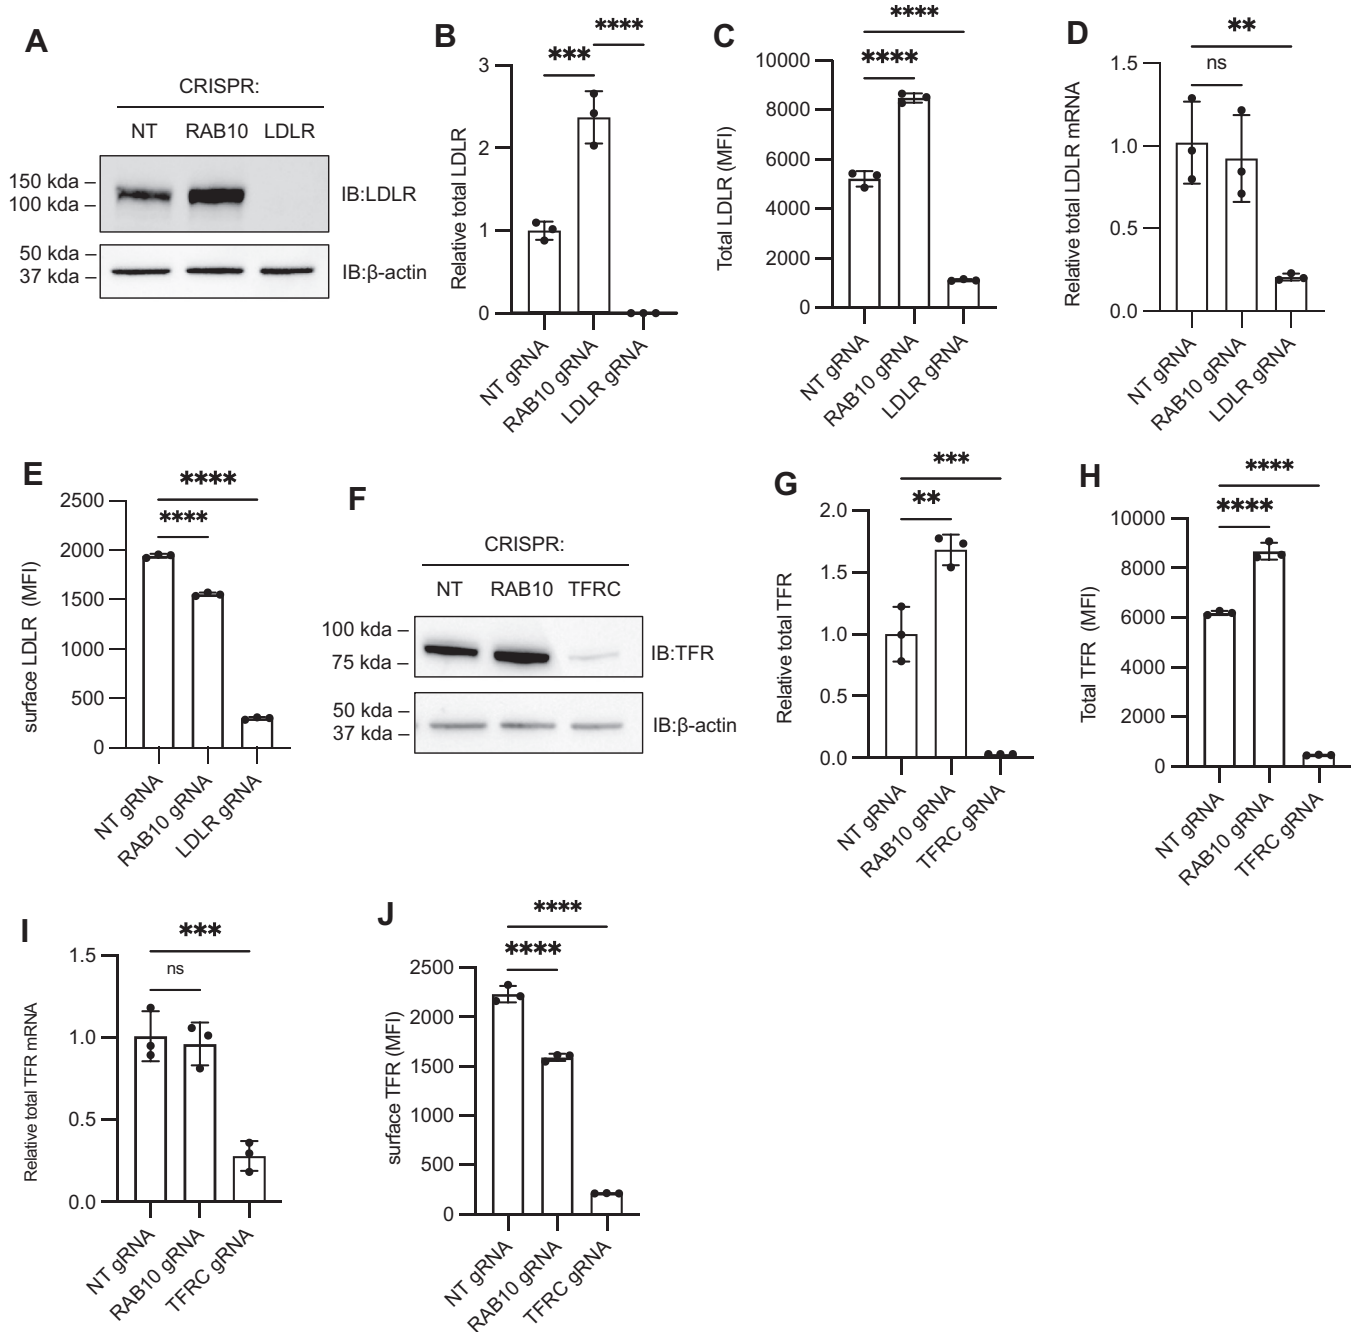 A
CRISPR:
NT RAB10 LDLR
150 kda
100 kda
IB:LDLR
50 kda
37 kda
IB:β-actin
B
****
***
Relative total LDLR
3
2
1
0
NT gRNA
RAB10 gRNA
LDLR gRNA
C
****
****
Total LDLR (MFI)
10000
8000
6000
4000
2000
0
NT gRNA
RAB10 gRNA
LDLR gRNA
D
**
ns
Relative total LDLR mRNA
1.5
1.0
0.5
0.0
NT gRNA
RAB10 gRNA
LDLR gRNA
E
****
****
surface LDLR (MFI)
2500
2000
1500
1000
500
0
NT gRNA
RAB10 gRNA
LDLR gRNA
F
CRISPR:
NT RAB10 TFRC
100 kda
75 kda
IB:TFR
50 kda
37 kda
IB:β-actin
G
***
**
Relative total TFR
2.0
1.5
1.0
0.5
0.0
NT gRNA
RAB10 gRNA
TFRC gRNA
H
****
****
Total TFR (MFI)
10000
8000
6000
4000
2000
0
NT gRNA
RAB10 gRNA
TFRC gRNA
I
***
ns
Relative total TFR mRNA
1.5
1.0
0.5
0.0
NT gRNA
RAB10 gRNA
TFRC gRNA
J
****
****
surface TFR (MFI)
2500
2000
1500
1000
500
0
NT gRNA
RAB10 gRNA
TFRC gRNA